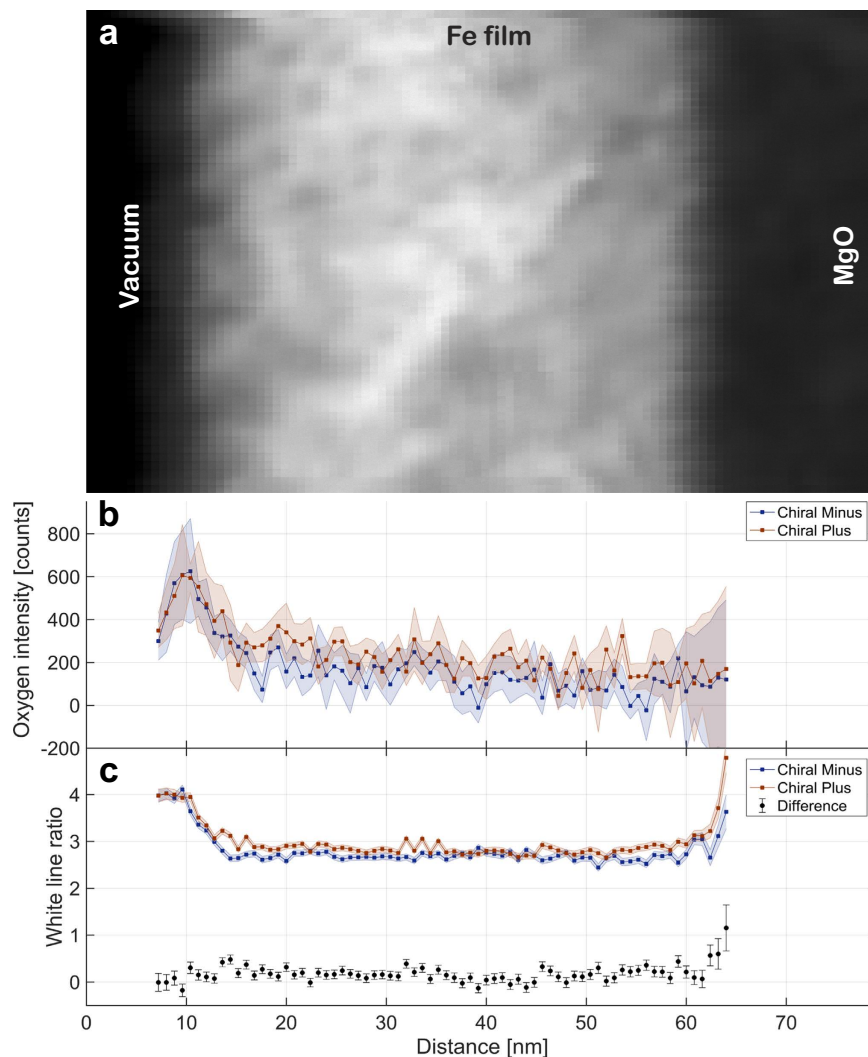 a
Fe film
Vacuum
MgO
b
Chiral Minus
Chiral Plus
Oxygen intensity [counts]
800
600
400
200
0
-200
c
Chiral Minus
Chiral Plus
Difference
White line ratio
4
3
2
1
0
0 10 20 30 40 50 60 70
Distance [nm]